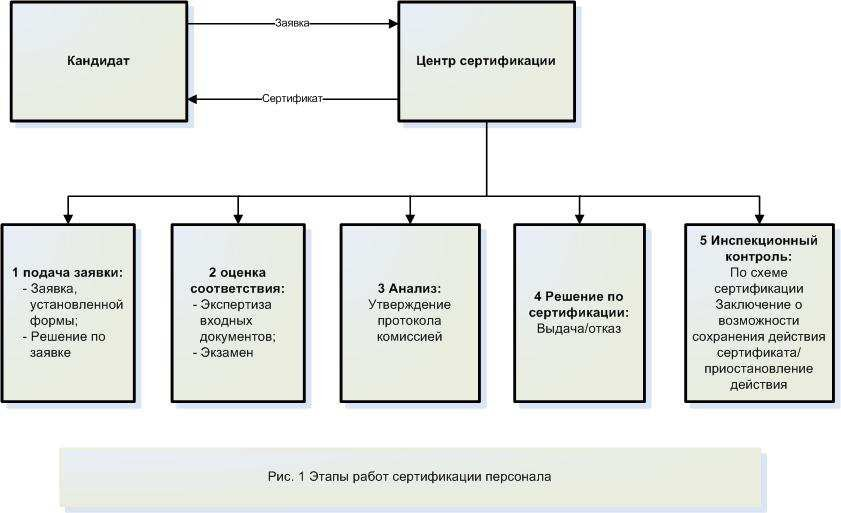 Заявка
Кандидат
Центр сертификации
Сертификат
1 подача заявки:
- Заявка,
установленной
формы;
- Решение по
заявке
2 оценка
соответствия:
- Экспертиза
входных
документов;
- Экзамен
3 Анализ:
Утверждение
протокола
комиссией
4 Решение по
сертификации:
Выдача/отказ
5 Инспекционный
контроль:
По схеме
сертификации
Заключение о
возможности
сохранения действия
сертификата/
приостановление
действия
Рис. 1 Этапы работ сертификации персонала